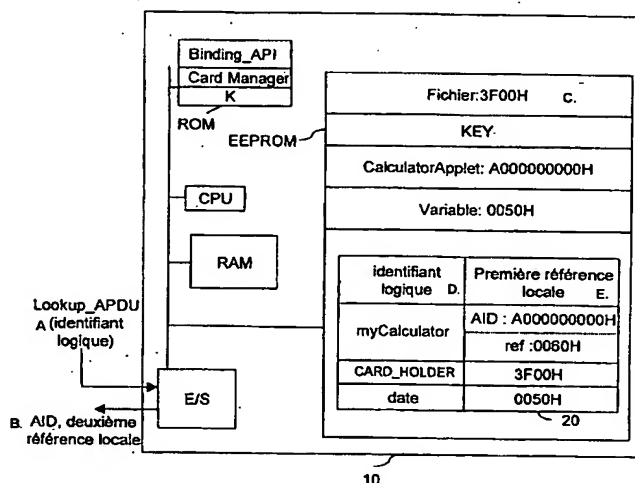 Binding_API
Card Manager
K
ROM
EEPROM
CPU
RAM
Lookup_APDU
A (identifiant
logique)
E/S
B. AID, deuxième
référence locale
Fichier:3F00H C.
KEY
CalculatorApplet: A000000000H
Variable: 0050H
identifiant
logique D.
Première référence
locale E.
myCalculator
AID : A000000000H
ref :0060H
CARD_HOLDER
3F00H
date
0050H
20
10